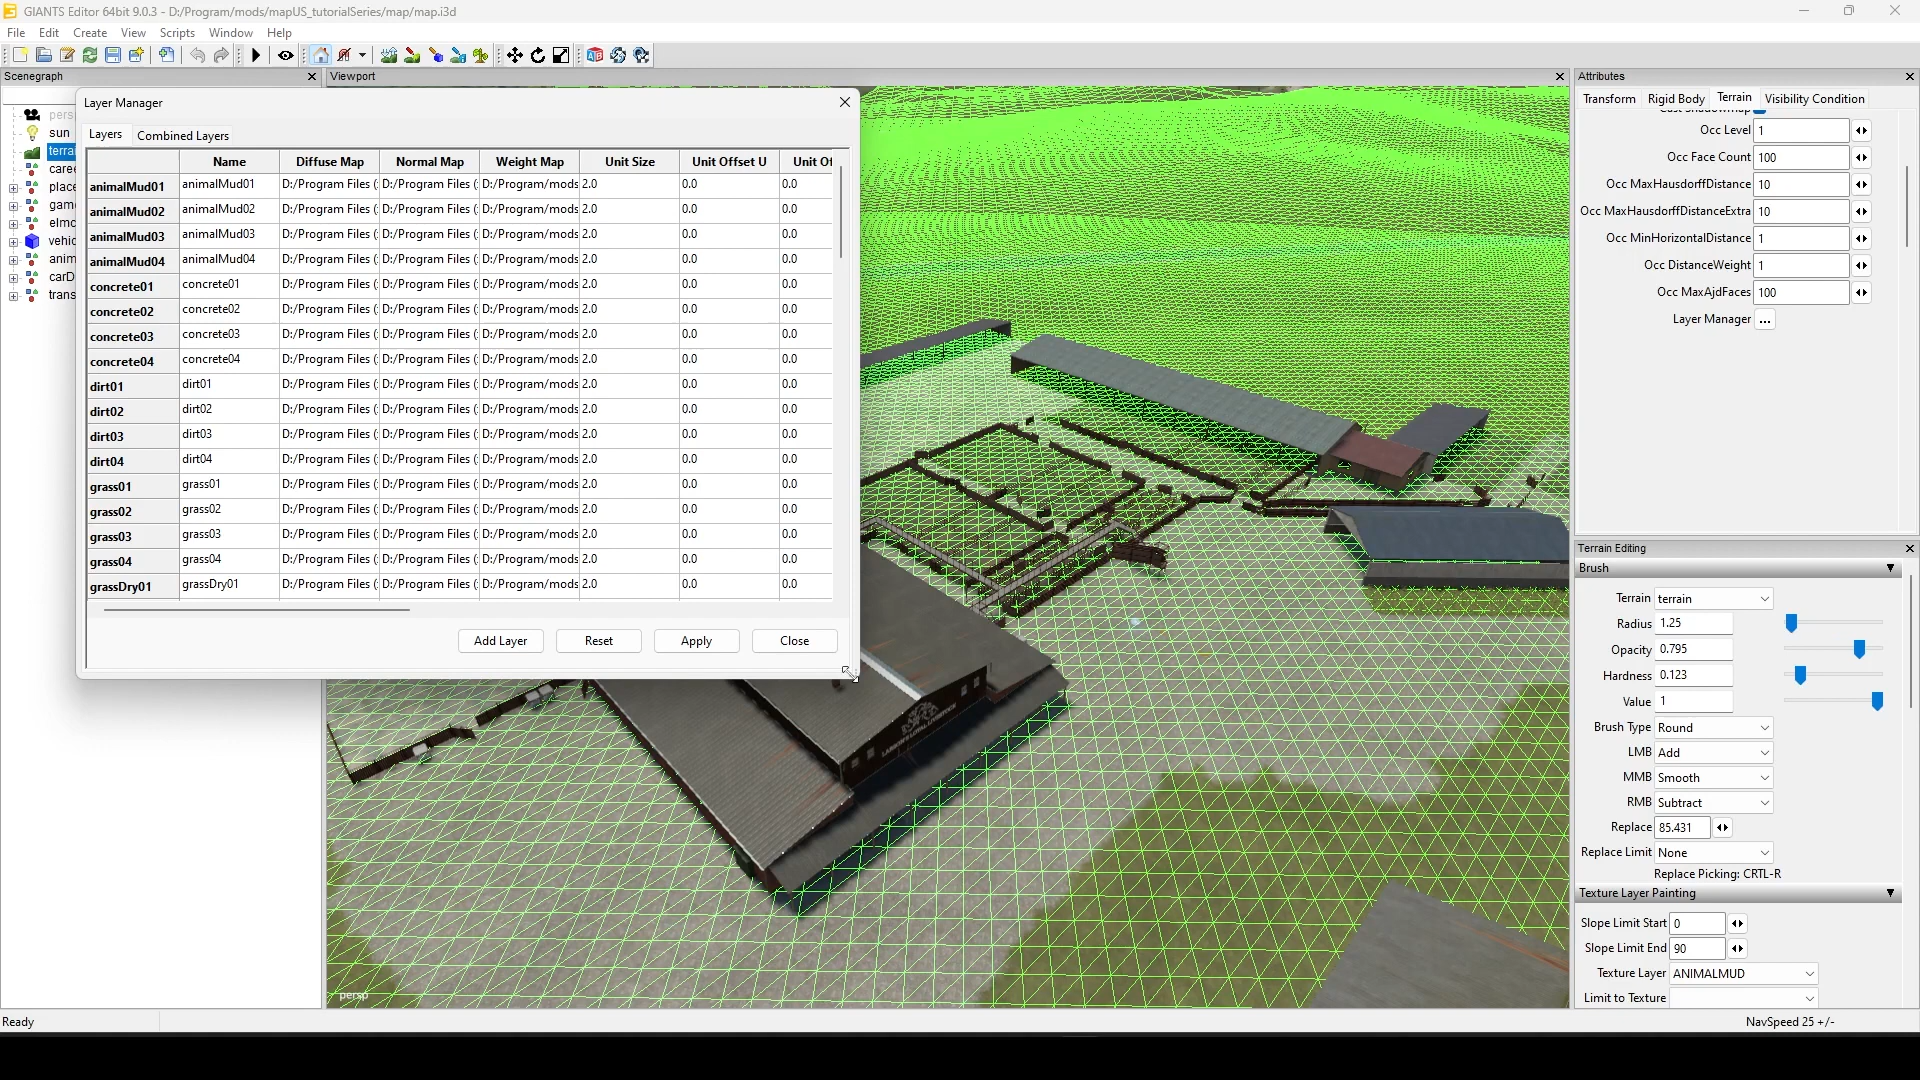 GIANTS Editor 64bit 9.0.3 - D:/Program/mods/mapUS_tutorialSeries/map/map.i3d
File Edit Create View Scripts Window Help
Scenegraph
Viewport
Attributes
sun
terrai
caree
place
game
vehic
anim
carD
trans
Layer Manager
Layers Combined Layers
Name Diffuse Map Normal Map Weight Map Unit Size Unit Offset U Unit Of
animalMud01 animalMud01 D:/Program Files (: D:/Program Files (: D:/Program/mods 2.0 0.0 0.0
animalMud02 animalMud02 D:/Program Files (: D:/Program Files (: D:/Program/mods 2.0 0.0 0.0
animalMud03 animalMud03 D:/Program Files (: D:/Program Files (: D:/Program/mods 2.0 0.0 0.0
animalMud04 animalMud04 D:/Program Files (: D:/Program Files (: D:/Program/mods 2.0 0.0 0.0
concrete01 concrete01 D:/Program Files (: D:/Program Files (: D:/Program/mods 2.0 0.0 0.0
concrete02 concrete02 D:/Program Files (: D:/Program Files (: D:/Program/mods 2.0 0.0 0.0
concrete03 concrete03 D:/Program Files (: D:/Program Files (: D:/Program/mods 2.0 0.0 0.0
concrete04 concrete04 D:/Program Files (: D:/Program Files (: D:/Program/mods 2.0 0.0 0.0
dirt01 dirt01 D:/Program Files (: D:/Program Files (: D:/Program/mods 2.0 0.0 0.0
dirt02 dirt02 D:/Program Files (: D:/Program Files (: D:/Program/mods 2.0 0.0 0.0
dirt03 dirt03 D:/Program Files (: D:/Program Files (: D:/Program/mods 2.0 0.0 0.0
dirt04 dirt04 D:/Program Files (: D:/Program Files (: D:/Program/mods 2.0 0.0 0.0
grass01 grass01 D:/Program Files (: D:/Program Files (: D:/Program/mods 2.0 0.0 0.0
grass02 grass02 D:/Program Files (: D:/Program Files (: D:/Program/mods 2.0 0.0 0.0
grass03 grass03 D:/Program Files (: D:/Program Files (: D:/Program/mods 2.0 0.0 0.0
grass04 grass04 D:/Program Files (: D:/Program Files (: D:/Program/mods 2.0 0.0 0.0
grassDry01 grassDry01 D:/Program Files (: D:/Program Files (: D:/Program/mods 2.0 0.0 0.0
Add Layer Reset Apply Close
persp
Transform Rigid Body Terrain Visibility Condition
Occ Level 1
Occ Face Count 100
Occ MaxHausdorffDistance 10
Occ MaxHausdorffDistanceExtra 10
Occ MinHorizontalDistance 1
Occ DistanceWeight 1
Occ MaxAjdFaces 100
Layer Manager ...
Terrain Editing
Brush
Terrain terrain
Radius 1.25
Opacity 0.795
Hardness 0.123
Value 1
Brush Type Round
LMB Add
MMB Smooth
RMB Subtract
Replace 85.431
Replace Limit None
Replace Picking: CRTL-R
Texture Layer Painting
Slope Limit Start 0
Slope Limit End 90
Texture Layer ANIMALMUD
Limit to Texture
Ready
NavSpeed 25 +/-